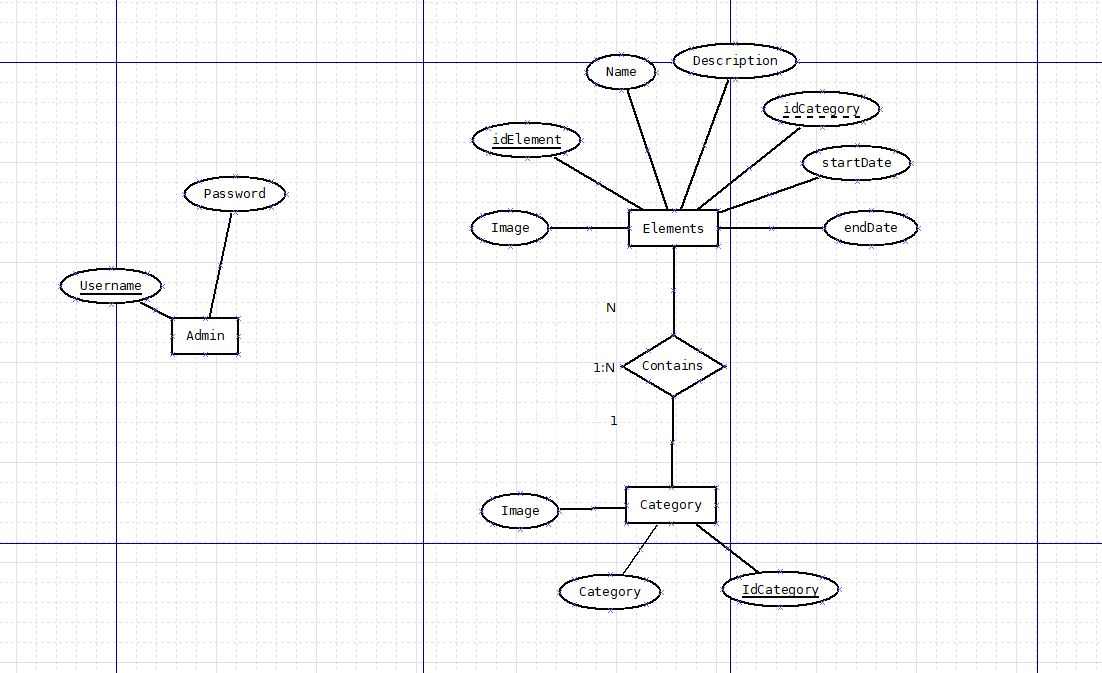 Description
Name
idCategory
idElement
startDate
Password
Image
Elements
endDate
Username
N
Admin
Contains
1:N
1
Category
Image
Category
IdCategory